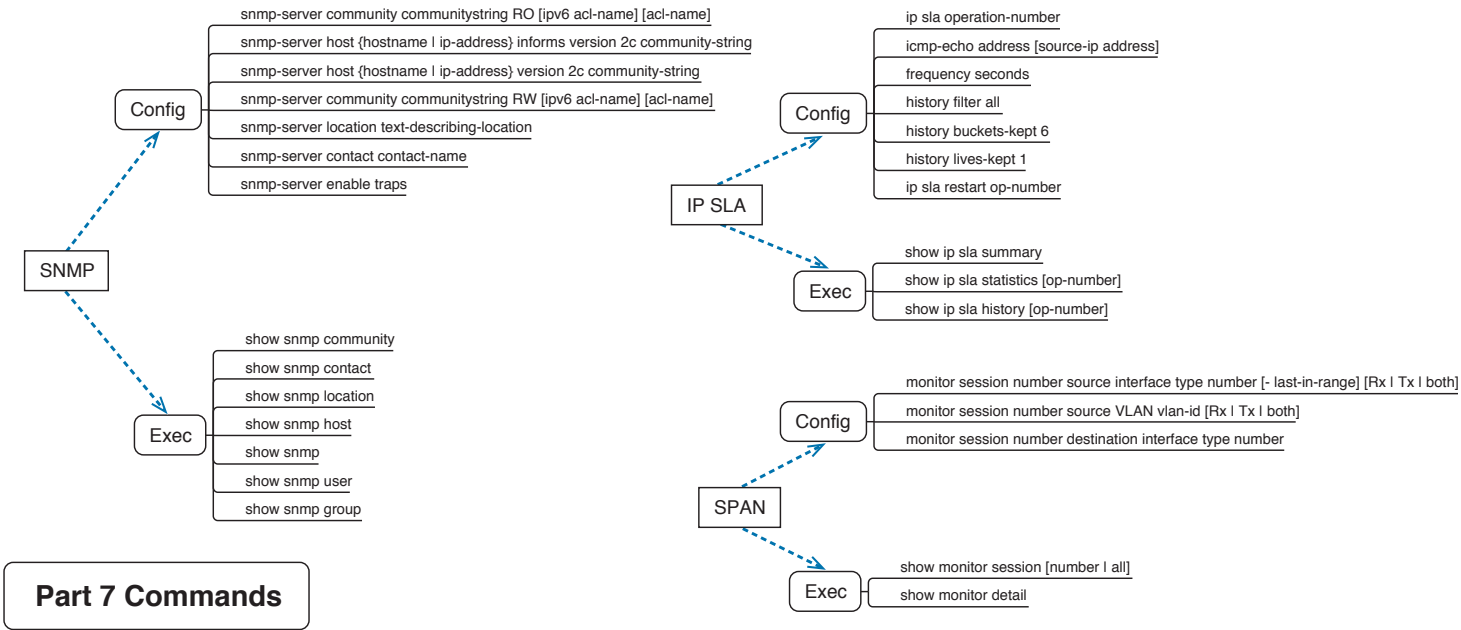 snmp-server community communitystring RO [ipv6 acl-name] [acl-name]
snmp-server host {hostname | ip-address} informs version 2c community-string
snmp-server host {hostname | ip-address} version 2c community-string
snmp-server community communitystring RW [ipv6 acl-name] [acl-name]
snmp-server location text-describing-location
snmp-server contact contact-name
snmp-server enable traps
Config
SNMP
Exec
show snmp community
show snmp contact
show snmp location
show snmp host
show snmp
show snmp user
show snmp group
ip sla operation-number
icmp-echo address [source-ip address]
frequency seconds
history filter all
history buckets-kept 6
history lives-kept 1
ip sla restart op-number
Config
IP SLA
Exec
show ip sla summary
show ip sla statistics [op-number]
show ip sla history [op-number]
monitor session number source interface type number [- last-in-range] [Rx | Tx | both]
monitor session number source VLAN vlan-id [Rx | Tx | both]
monitor session number destination interface type number
Config
SPAN
Exec
show monitor session [number | all]
show monitor detail
Part 7 Commands